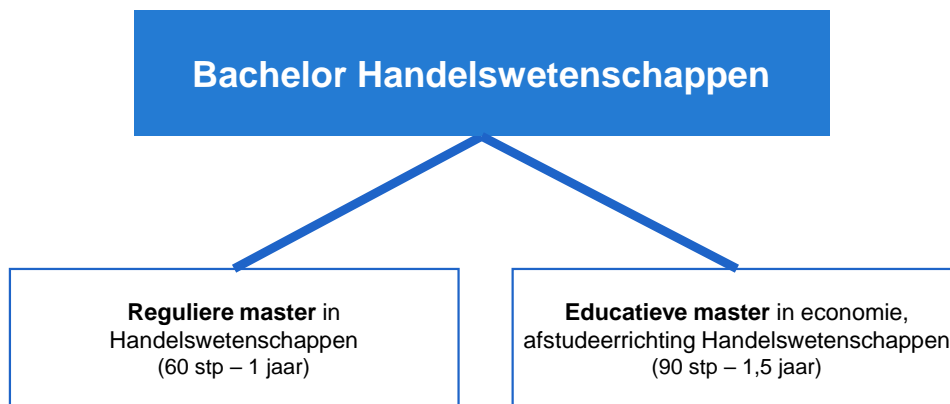 Bachelor Handelswetenschappen
Reguliere master in
Handelswetenschappen
(60 stp – 1 jaar)
Educatieve master in economie,
afstudeerrichting Handelswetenschappen
(90 stp – 1,5 jaar)